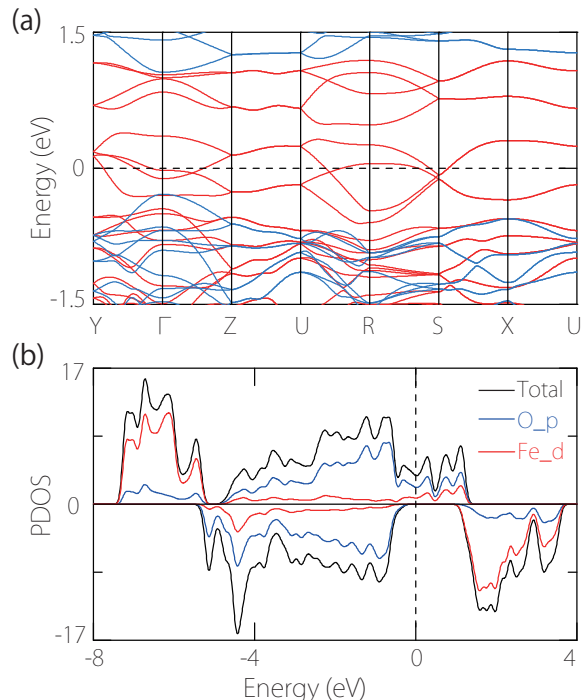 (a)
1.5
Energy (eV)
0
-1.5
Y Γ Z U R S X U
(b)
17
Total
O_p
Fe_d
PDOS
0
-17
-8 -4 0 4
Energy (eV)